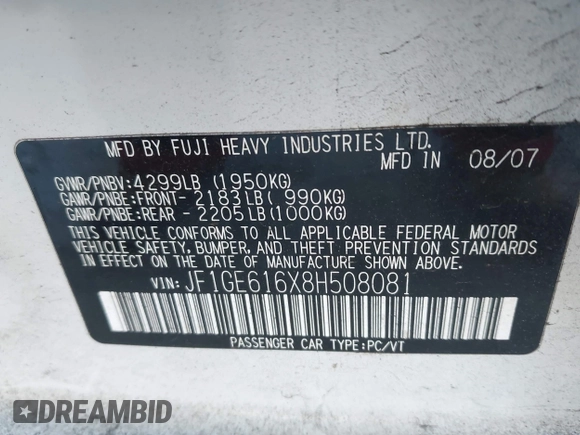 MFD BY FUJI HEAVY INDUSTRIES LTD.
MFD IN 08/07
GVWR/PNBV:4299LB (1950KG)
GAWR/PNBE:FRONT- 2183LB( 990KG)
GAWR/PNBE:REAR - 2205LB(1000KG)
THIS VEHICLE CONFORMS TO ALL APPLICABLE FEDERAL MOTOR
VEHICLE SAFETY, BUMPER, AND THEFT PREVENTION STANDARDS
IN EFFECT ON THE DATE OF MANUFACTURE SHOWN ABOVE.
VIN: JF1GE616X8H508081
PASSENGER CAR TYPE:PC/VT
DREAMBID